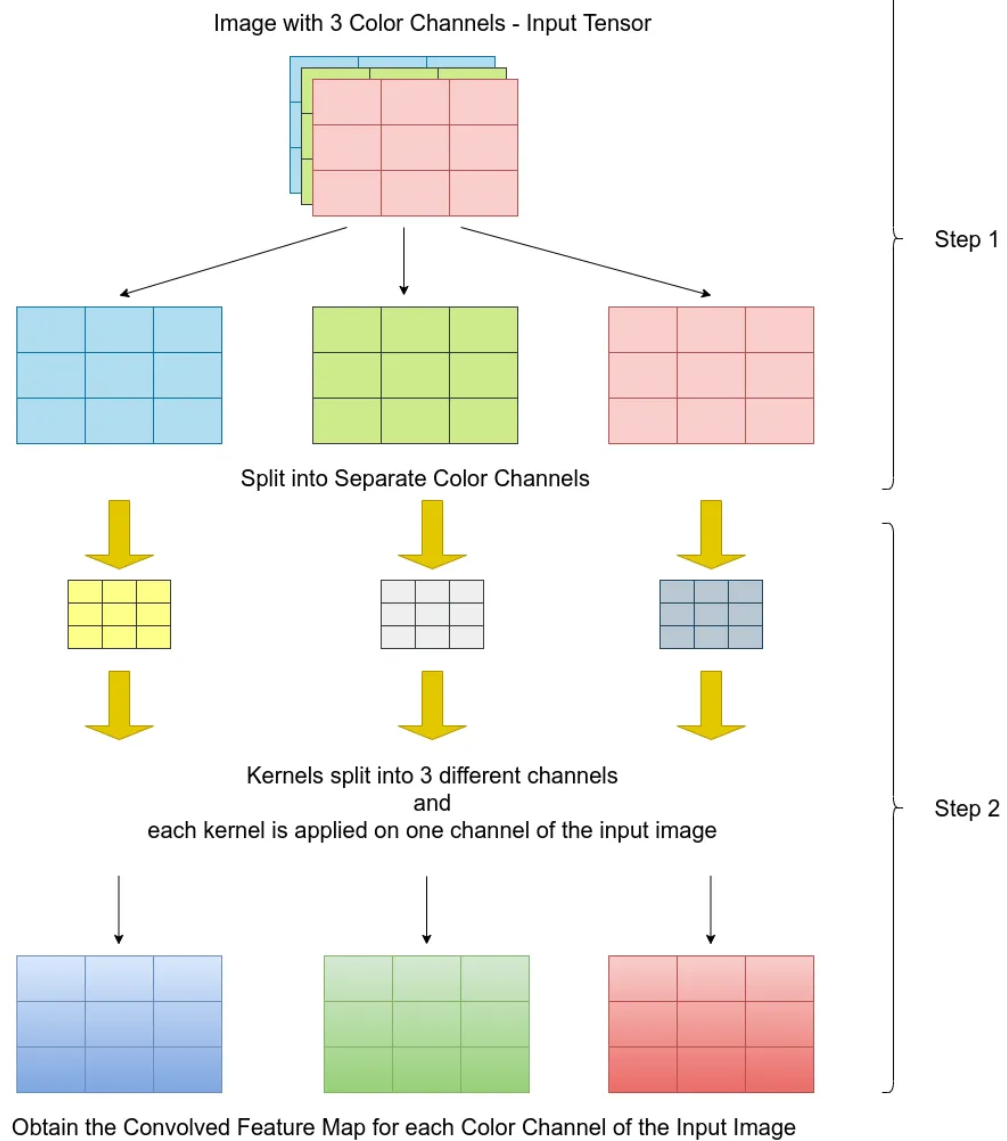 Image with 3 Color Channels - Input Tensor
Step 1
Split into Separate Color Channels
Kernels split into 3 different channels
and
each kernel is applied on one channel of the input image
Step 2
Obtain the Convolved Feature Map for each Color Channel of the Input Image